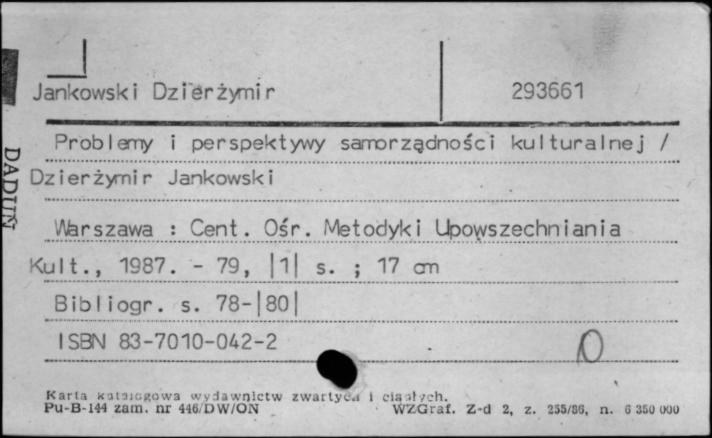 Jankowski Dzierżymir 293661
Problemy i perspektywy samorządności kulturalnej /
Dzierżymir Jankowski
Warszawa : Cent. Ośr. Metodyki Upowszechniania
Kult., 1987. - 79, |1| s. ; 17 cm
Bibliogr. s. 78-|80|
ISBN 83-7010-042-2
Karta katalogowa wydawnictw zwartych i ciągłych.
Pu-B-144 zam. nr 446/DW/ON WZGraf. Z-d 2, z. 255/86, n. 6 350 000
DADUŃ